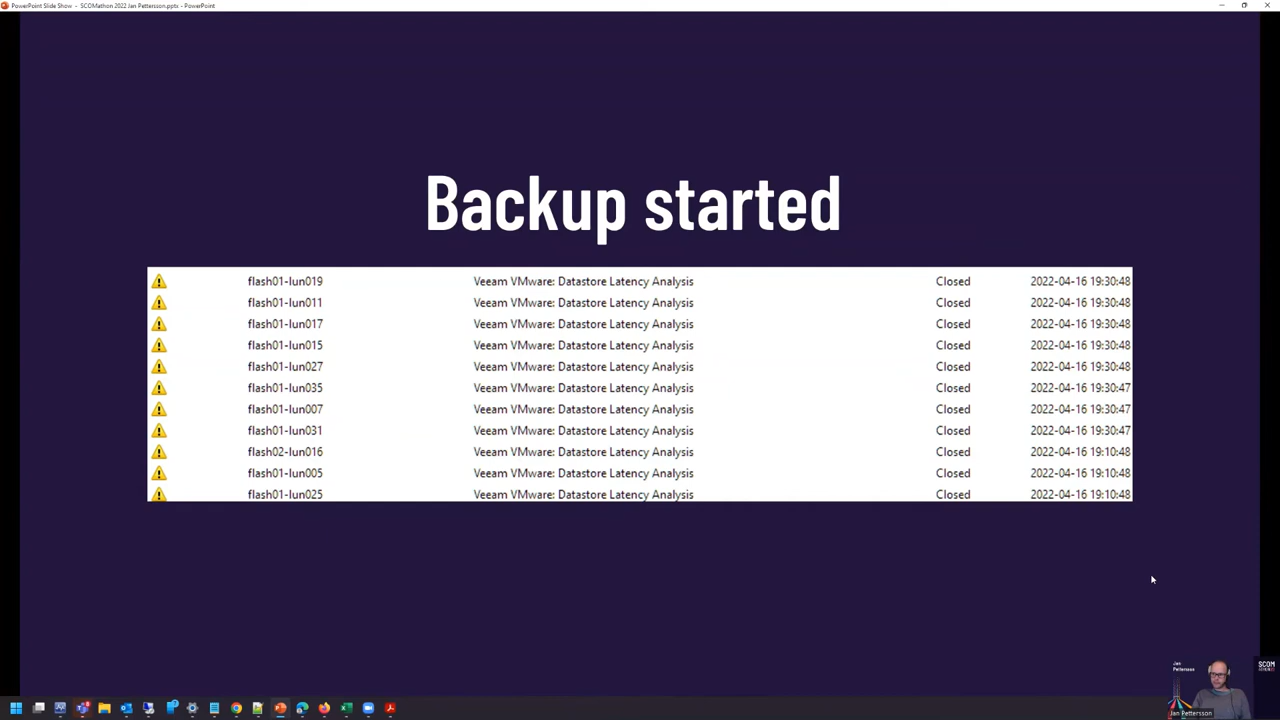 PowerPoint Slide Show - SCOMathon 2022 Jan Pettersson.pptx - PowerPoint
Backup started
flash01-lun019 Veeam VMware: Datastore Latency Analysis Closed 2022-04-16 19:30:48
flash01-lun011 Veeam VMware: Datastore Latency Analysis Closed 2022-04-16 19:30:48
flash01-lun017 Veeam VMware: Datastore Latency Analysis Closed 2022-04-16 19:30:48
flash01-lun015 Veeam VMware: Datastore Latency Analysis Closed 2022-04-16 19:30:48
flash01-lun027 Veeam VMware: Datastore Latency Analysis Closed 2022-04-16 19:30:48
flash01-lun035 Veeam VMware: Datastore Latency Analysis Closed 2022-04-16 19:30:47
flash01-lun007 Veeam VMware: Datastore Latency Analysis Closed 2022-04-16 19:30:47
flash01-lun031 Veeam VMware: Datastore Latency Analysis Closed 2022-04-16 19:30:47
flash02-lun016 Veeam VMware: Datastore Latency Analysis Closed 2022-04-16 19:10:48
flash01-lun005 Veeam VMware: Datastore Latency Analysis Closed 2022-04-16 19:10:48
flash01-lun025 Veeam VMware: Datastore Latency Analysis Closed 2022-04-16 19:10:48
Jan
Pettersson
SCOM
Jan Pettersson